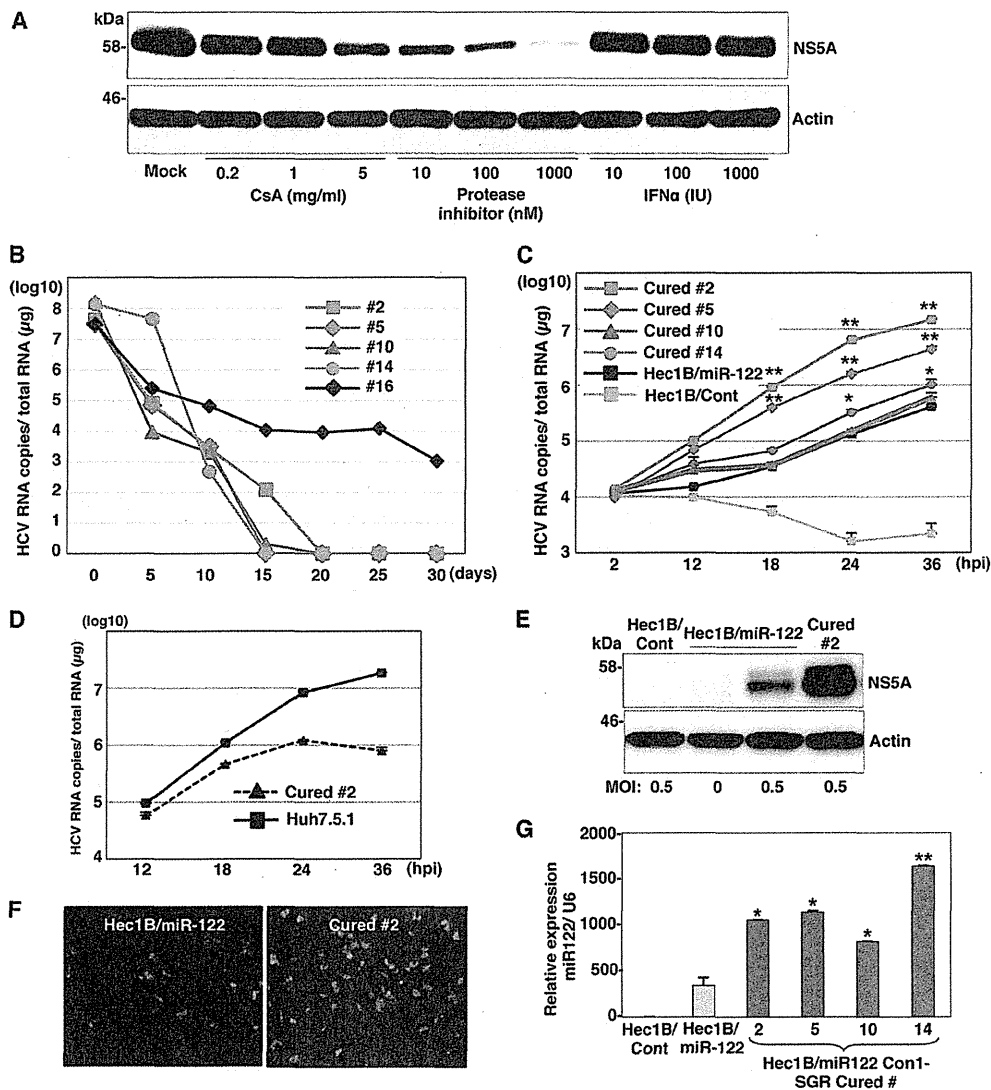 A
kDa
58-
NS5A
46-
Actin
Mock 0.2 1 5 10 100 1000 10 100 1000
CsA (mg/ml) Protease inhibitor (nM) IFNα (IU)
B
(log10)
HCV RNA copies/ total RNA (µg)
8
7
6
5
4
3
2
1
0
#2
#5
#10
#14
#16
0 5 10 15 20 25 30 (days)
C
(log10)
HCV RNA copies/ total RNA (µg)
7
6
5
4
3
Cured #2
Cured #5
Cured #10
Cured #14
Hec1B/miR-122
Hec1B/Cont
** ** ** ** ** * * **
2 12 18 24 36 (hpi)
D
(log10)
HCV RNA copies/ total RNA (µg)
7
6
5
4
Cured #2
Huh7.5.1
12 18 24 36 (hpi)
E
Hec1B/ Cont Hec1B/miR-122 Cured #2
kDa
58-
NS5A
46-
Actin
MOI: 0.5 0 0.5 0.5
F
Hec1B/miR-122 Cured #2
G
Relative expression
miR122/ U6
2000
1500
1000
500
0
* * * **
Hec1B/ Cont Hec1B/ miR-122 2 5 10 14
Hec1B/miR122 Con1-
SGR Cured #